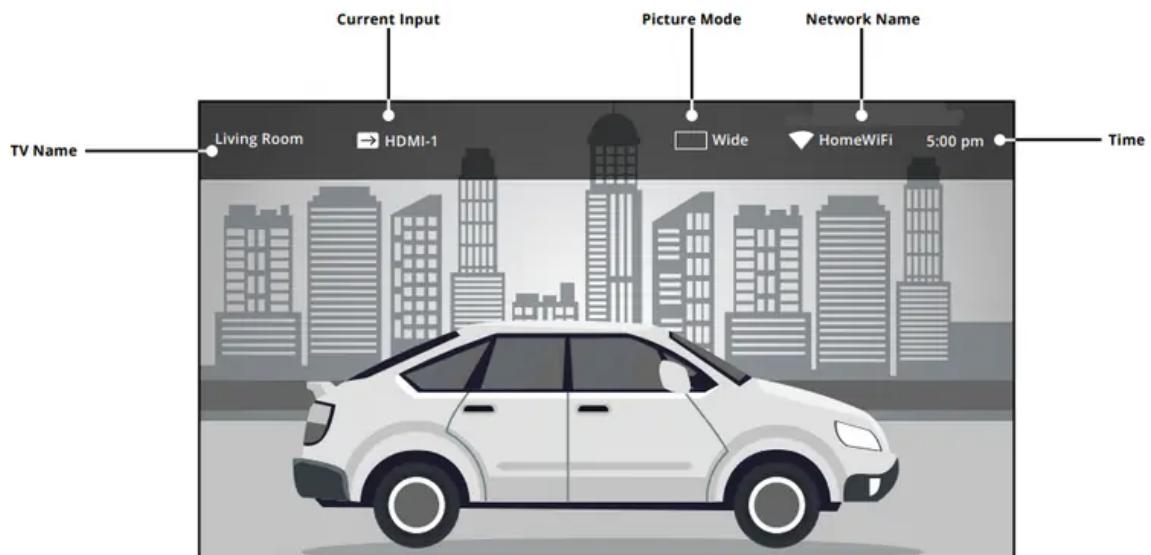 Current Input
Picture Mode
Network Name
TV Name
Living Room
HDMI-1
Wide
HomeWiFi
5:00 pm
Time